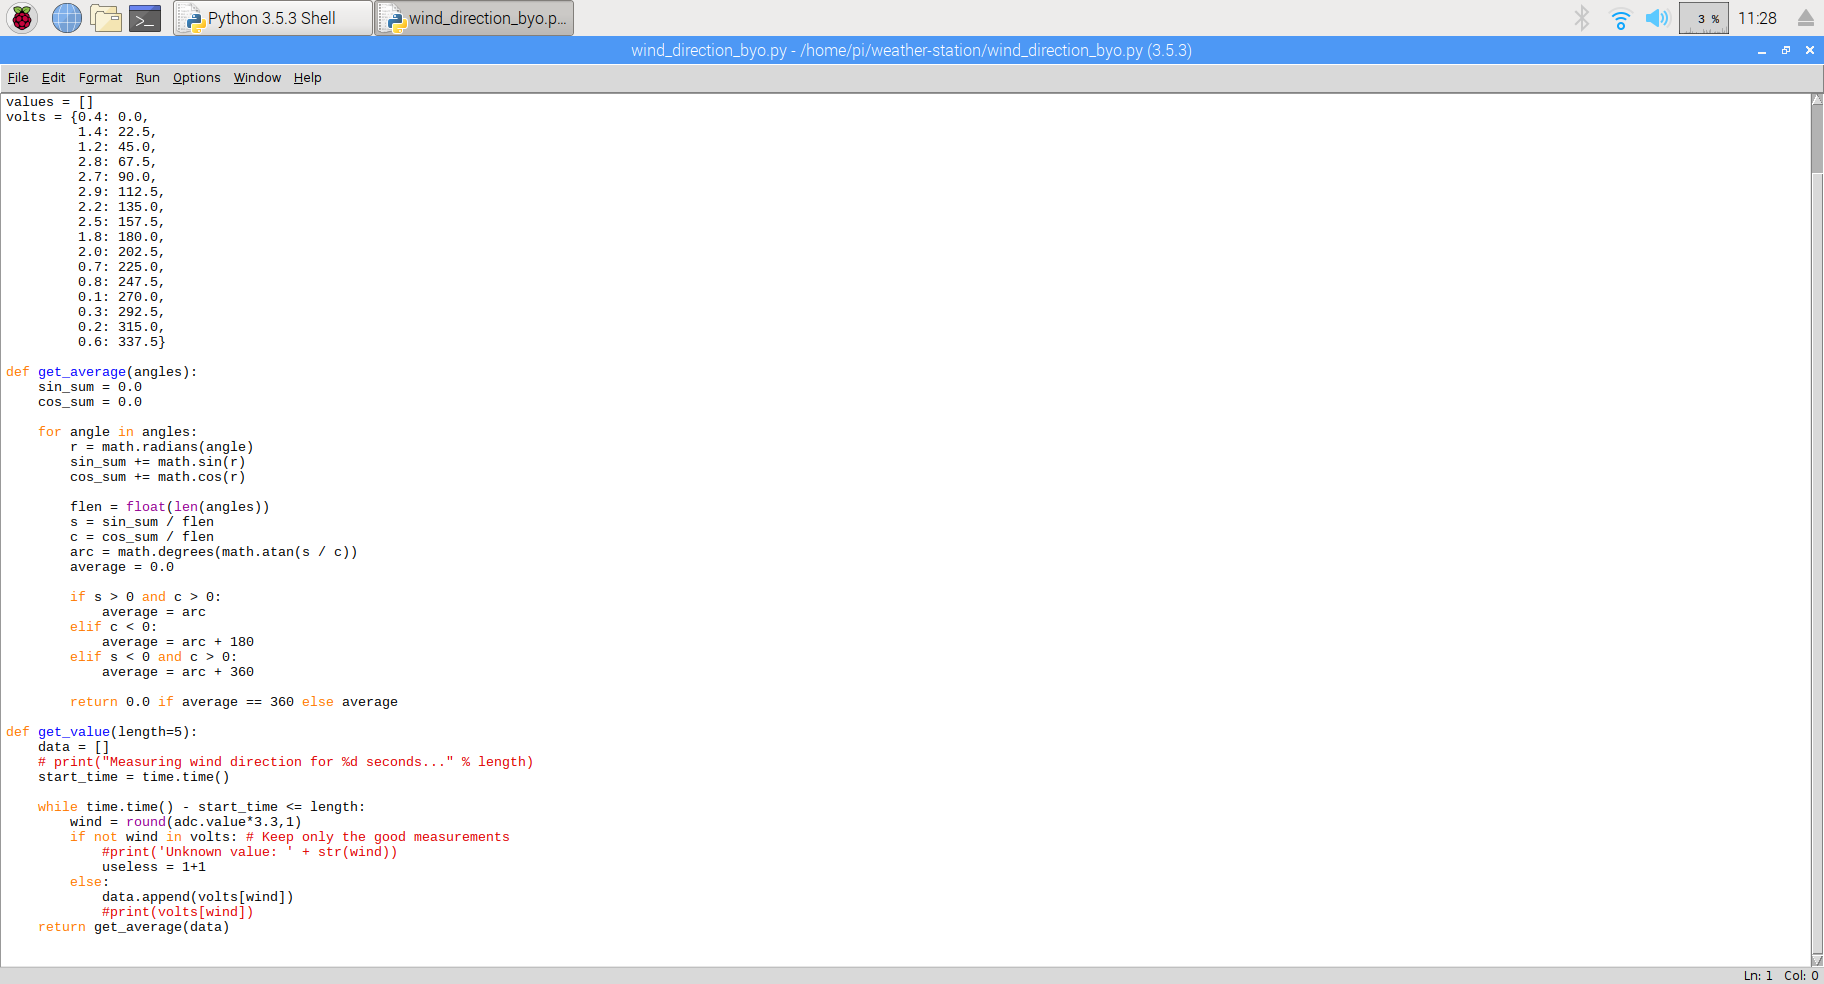 Python 3.5.3 Shell
wind_direction_byo.p...
3 %
11:28
wind_direction_byo.py - /home/pi/weather-station/wind_direction_byo.py (3.5.3)
File Edit Format Run Options Window Help
values = []
volts = {0.4: 0.0,
         1.4: 22.5,
         1.2: 45.0,
         2.8: 67.5,
         2.7: 90.0,
         2.9: 112.5,
         2.2: 135.0,
         2.5: 157.5,
         1.8: 180.0,
         2.0: 202.5,
         0.7: 225.0,
         0.8: 247.5,
         0.1: 270.0,
         0.3: 292.5,
         0.2: 315.0,
         0.6: 337.5}
def get_average(angles):
    sin_sum = 0.0
    cos_sum = 0.0
    for angle in angles:
        r = math.radians(angle)
        sin_sum += math.sin(r)
        cos_sum += math.cos(r)
        flen = float(len(angles))
        s = sin_sum / flen
        c = cos_sum / flen
        arc = math.degrees(math.atan(s / c))
        average = 0.0
        if s > 0 and c > 0:
            average = arc
        elif c < 0:
            average = arc + 180
        elif s < 0 and c > 0:
            average = arc + 360
        return 0.0 if average == 360 else average
def get_value(length=5):
    data = []
    # print("Measuring wind direction for %d seconds..." % length)
    start_time = time.time()
    while time.time() - start_time <= length:
        wind = round(adc.value*3.3,1)
        if not wind in volts: # Keep only the good measurements
            #print('Unknown value: ' + str(wind))
            useless = 1+1
        else:
            data.append(volts[wind])
            #print(volts[wind])
    return get_average(data)
Ln: 1 Col: 0